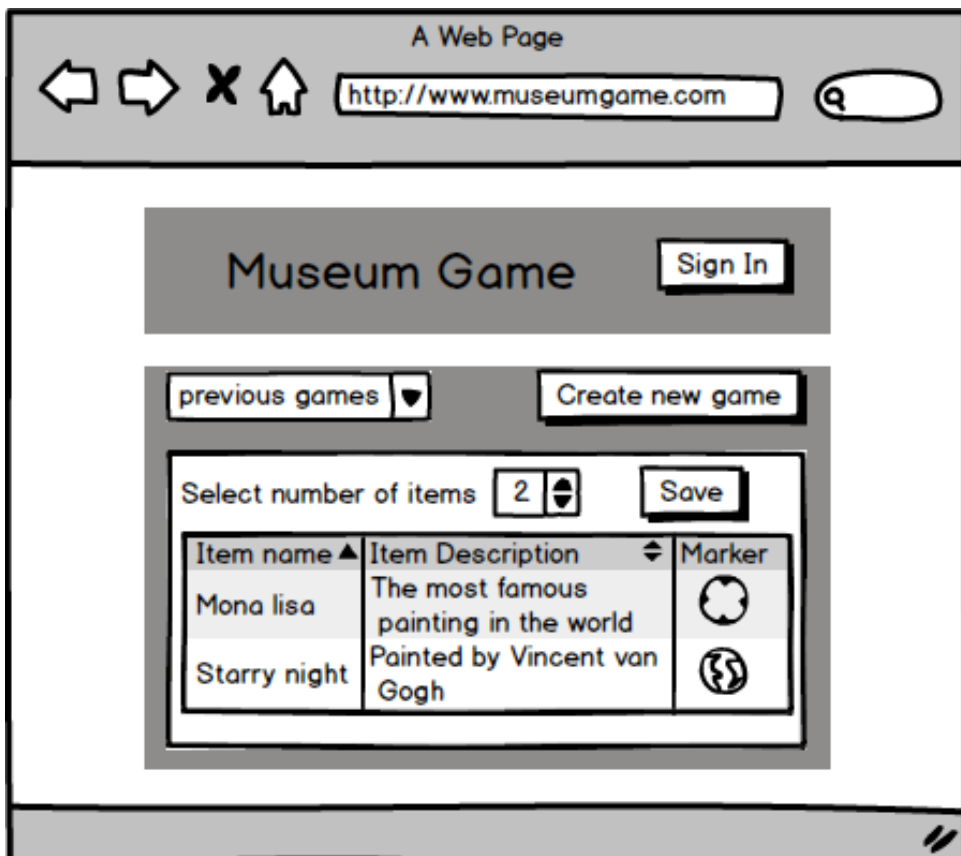 A Web Page
http://www.museumgame.com
Museum Game
Sign In
previous games
Create new game
Select number of items 2 Save
Item name Item Description Marker
Mona lisa
The most famous
painting in the world
Starry night
Painted by Vincent van
Gogh